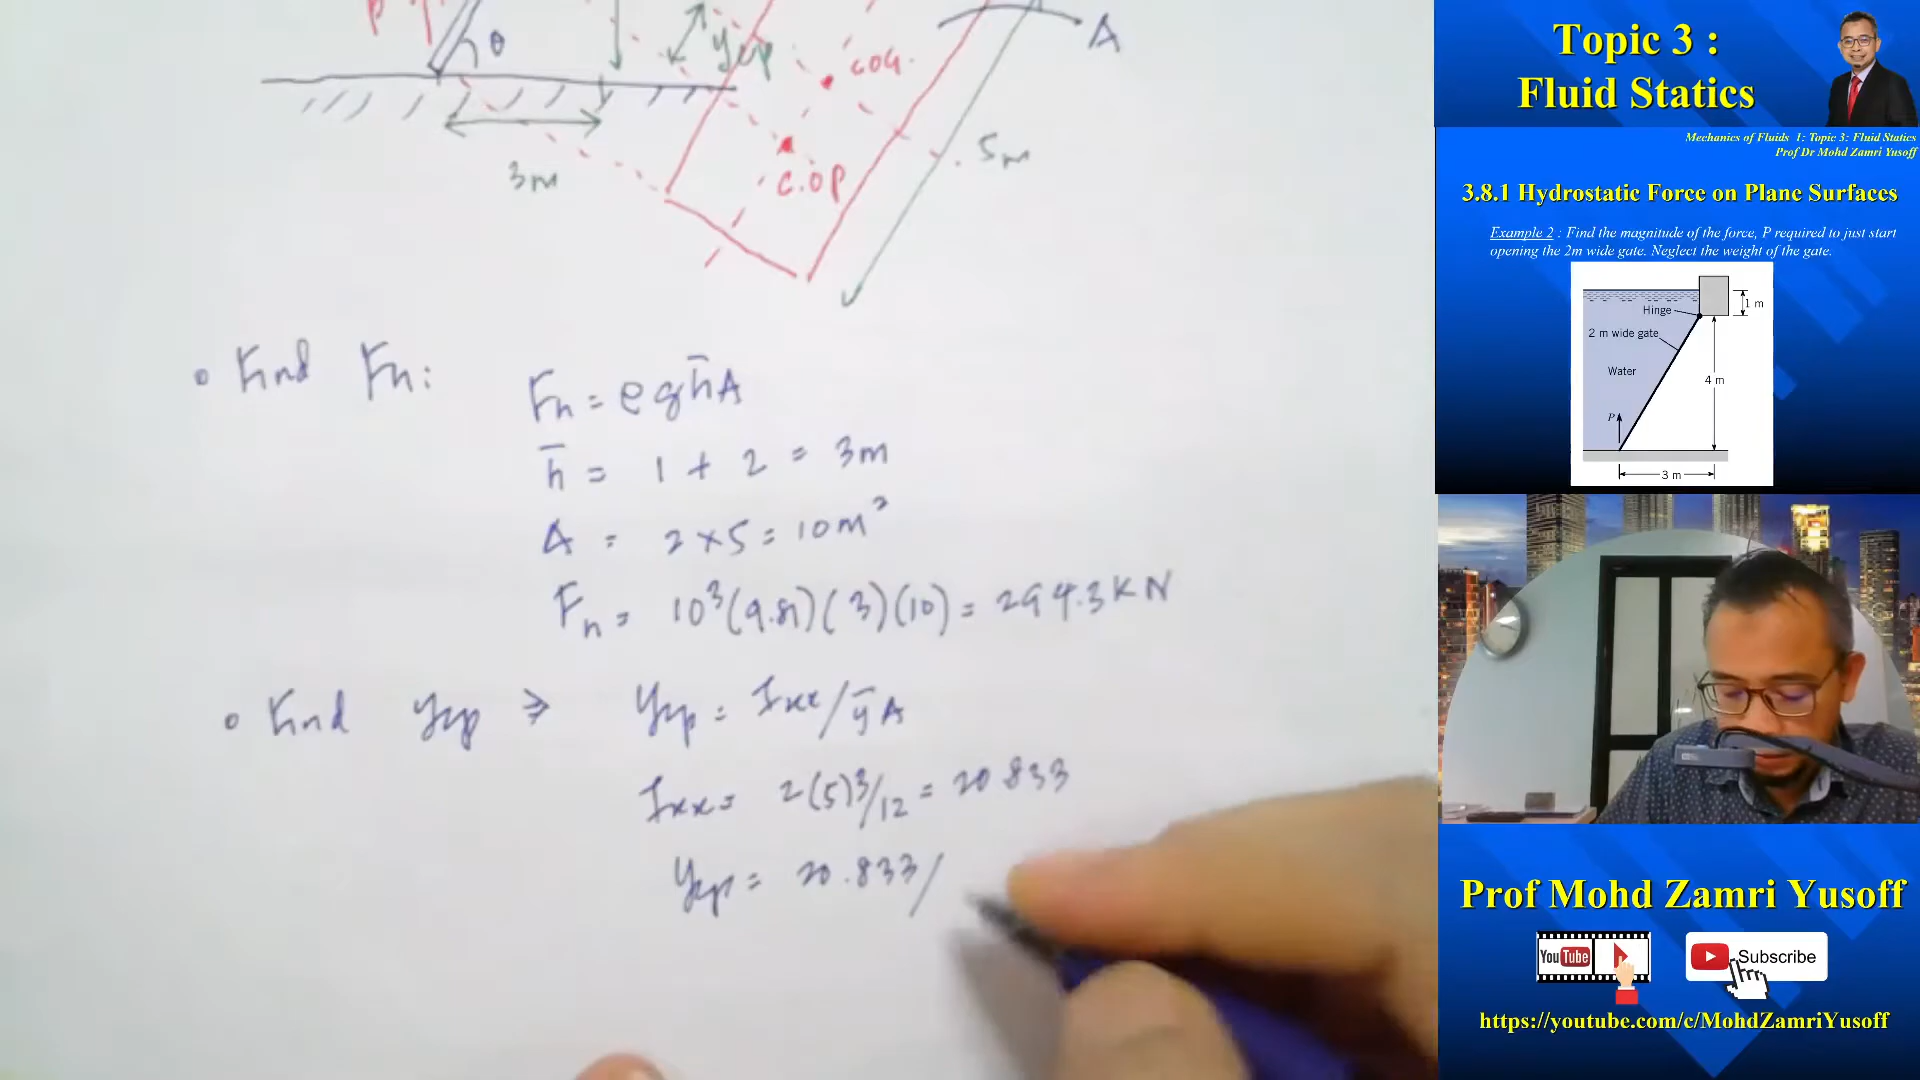 θ
ycp
C.O.G.
A
5m
3m
C.OP
• Find Fn:
Fn = ρgh̄A
h̄ = 1 + 2 = 3m
A = 2×5 = 10m²
Fn = 10³(9.81)(3)(10) = 294.3KN
• Find ycp ⇒ ycp = Ixx/ȳA
Ixx = 2(5)³/12 = 20.833
ycp = 20.833/
Topic 3 :
Fluid Statics
Mechanics of Fluids 1: Topic 3: Fluid Statics
Prof Dr Mohd Zamri Yusoff
3.8.1 Hydrostatic Force on Plane Surfaces
Example 2 : Find the magnitude of the force, P required to just start
opening the 2m wide gate. Neglect the weight of the gate.
Hinge
1 m
2 m wide gate
Water
4 m
P
3 m
Prof Mohd Zamri Yusoff
YouTube
Subscribe
https://youtube.com/c/MohdZamriYusoff